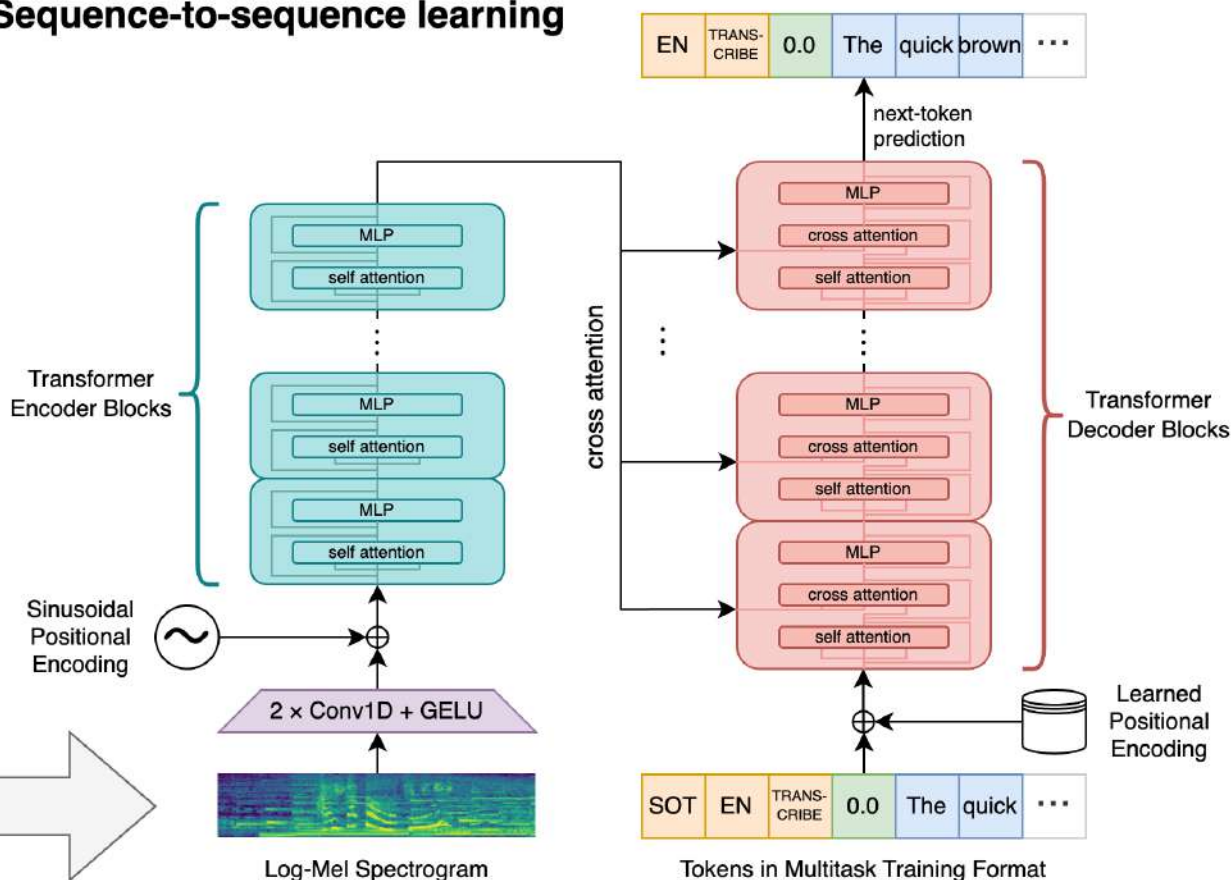 Sequence-to-sequence learning
EN TRANS-CRIBE 0.0 The quick brown ···
next-token
prediction
MLP
self attention
MLP
self attention
MLP
self attention
Transformer
Encoder Blocks
cross attention
MLP
cross attention
self attention
MLP
cross attention
self attention
MLP
cross attention
self attention
Transformer
Decoder Blocks
Sinusoidal
Positional
Encoding
2 × Conv1D + GELU
Learned
Positional
Encoding
SOT EN TRANS-CRIBE 0.0 The quick ···
Log-Mel Spectrogram
Tokens in Multitask Training Format